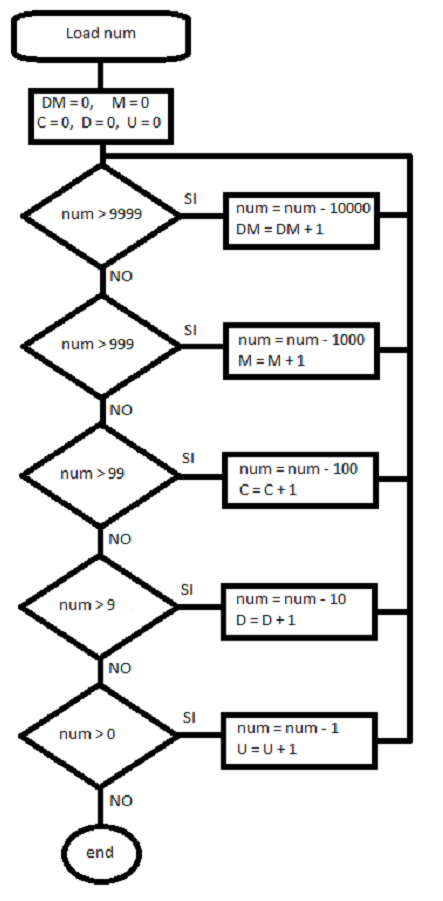 Load num
DM = 0, M = 0
C = 0, D = 0, U = 0
num > 9999
SI
num = num - 10000
DM = DM + 1
NO
num > 999
SI
num = num - 1000
M = M + 1
NO
num > 99
SI
num = num - 100
C = C + 1
NO
num > 9
SI
num = num - 10
D = D + 1
NO
num > 0
SI
num = num - 1
U = U + 1
NO
end